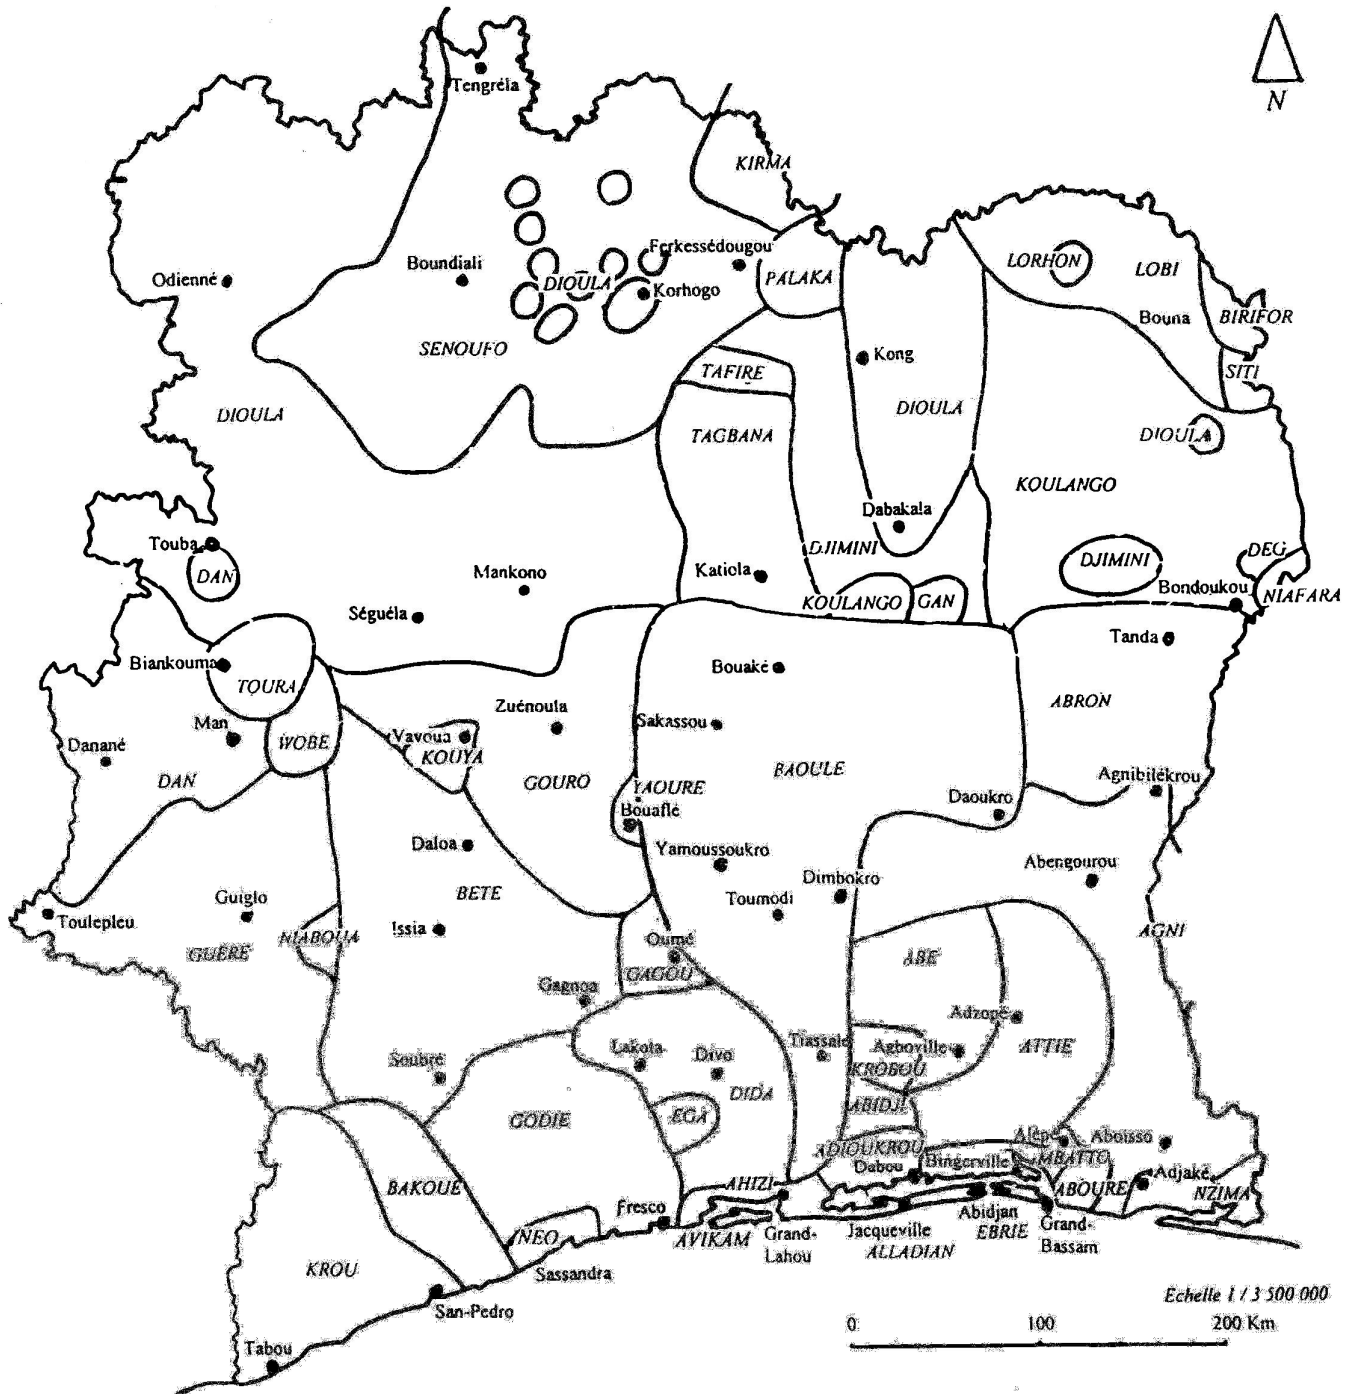 N
Tengréla
KIRMA
Ferkessédougou
Boundiali
Odienné
DIOULA
Korhogo
PALAKA
LORHON
LOBI
Bouna
BIRIFOR
SENOUFO
Kong
TAFIRE
SITI
DIOULA
DIOULA
TAGBANA
DIOULA
KOULANGO
Dabakala
Touba
DJIMINI
DJIMINI
DEG
DAN
Mankono
Katiola
KOULANGO
GAN
Bondoukou
NIAFARA
Séguéla
Tanda
Biankouma
Bouaké
TOURA
ABRON
Zuénoula
Man
Sakassou
Danané
WOBE
Vavoua
KOUYA
DAN
GOURO
YAOURE
BAOULE
Agnibilékrou
Bouaflé
Daoukro
Daloa
Yamoussoukro
Abengourou
Dimbokro
BETE
Toumodi
Guiglo
Toulepleu
Issia
NIABOUA
AGNI
GUERE
Oumé
ABE
GAGOU
Gagnoa
Adzopé
Soubré
Lakota
Divo
Tiassale
Agboville
ATTIE
KROBOU
DIDA
ABIDJI
GODIE
EGA
ADIOUKROU
Alépé
Aboisso
Dabou
Bingerville
MBATTO
Adjaké
BAKOUE
AHIZI
ABOURE
NZIMA
Fresco
NEO
AVIKAM
Grand-
Lahou
Jacqueville
ALLADIAN
Abidjan
EBRIE
Grand-
Bassam
KROU
Sassandra
San-Pedro
Echelle 1 / 3 500 000
0 100 200 Km
Tabou